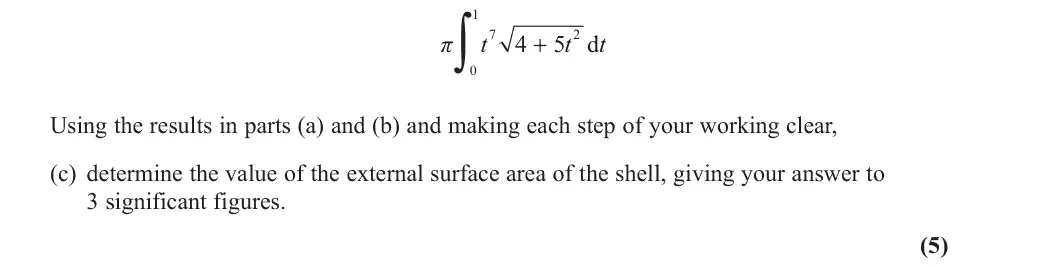 π∫₀¹ t⁷√(4 + 5t²) dt
Using the results in parts (a) and (b) and making each step of your working clear,
(c) determine the value of the external surface area of the shell, giving your answer to
3 significant figures.
(5)